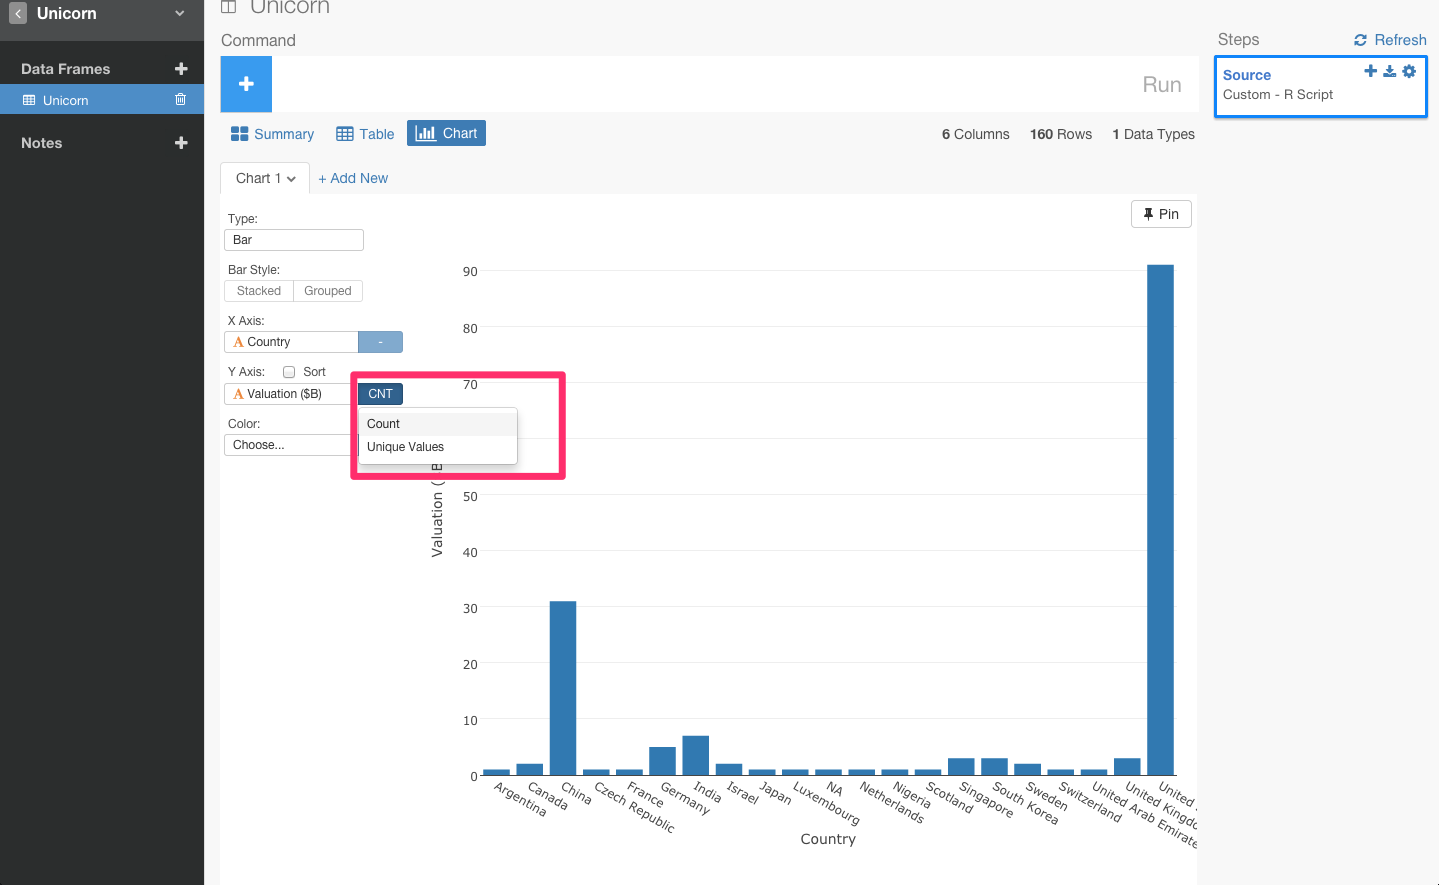 Unicorn
Unicorn
Command
Steps
Refresh
Data Frames
Run
Source
Custom - R Script
Unicorn
Summary
Table
Chart
6 Columns
160 Rows
1 Data Types
Notes
Chart 1
+ Add New
Pin
Type:
Bar
Bar Style:
Stacked
Grouped
X Axis:
A Country
-
Y Axis:
Sort
A Valuation ($B)
CNT
Count
Unique Values
Color:
Choose...
90
80
70
50
40
30
20
10
0
Valuation (
Argentina
Canada
China
Czech Republic
France
Germany
India
Israel
Japan
Luxembourg
NA
Netherlands
Nigeria
Scotland
Singapore
South Korea
Sweden
Switzerland
United Arab Emirate
United Kingdo
United
Country